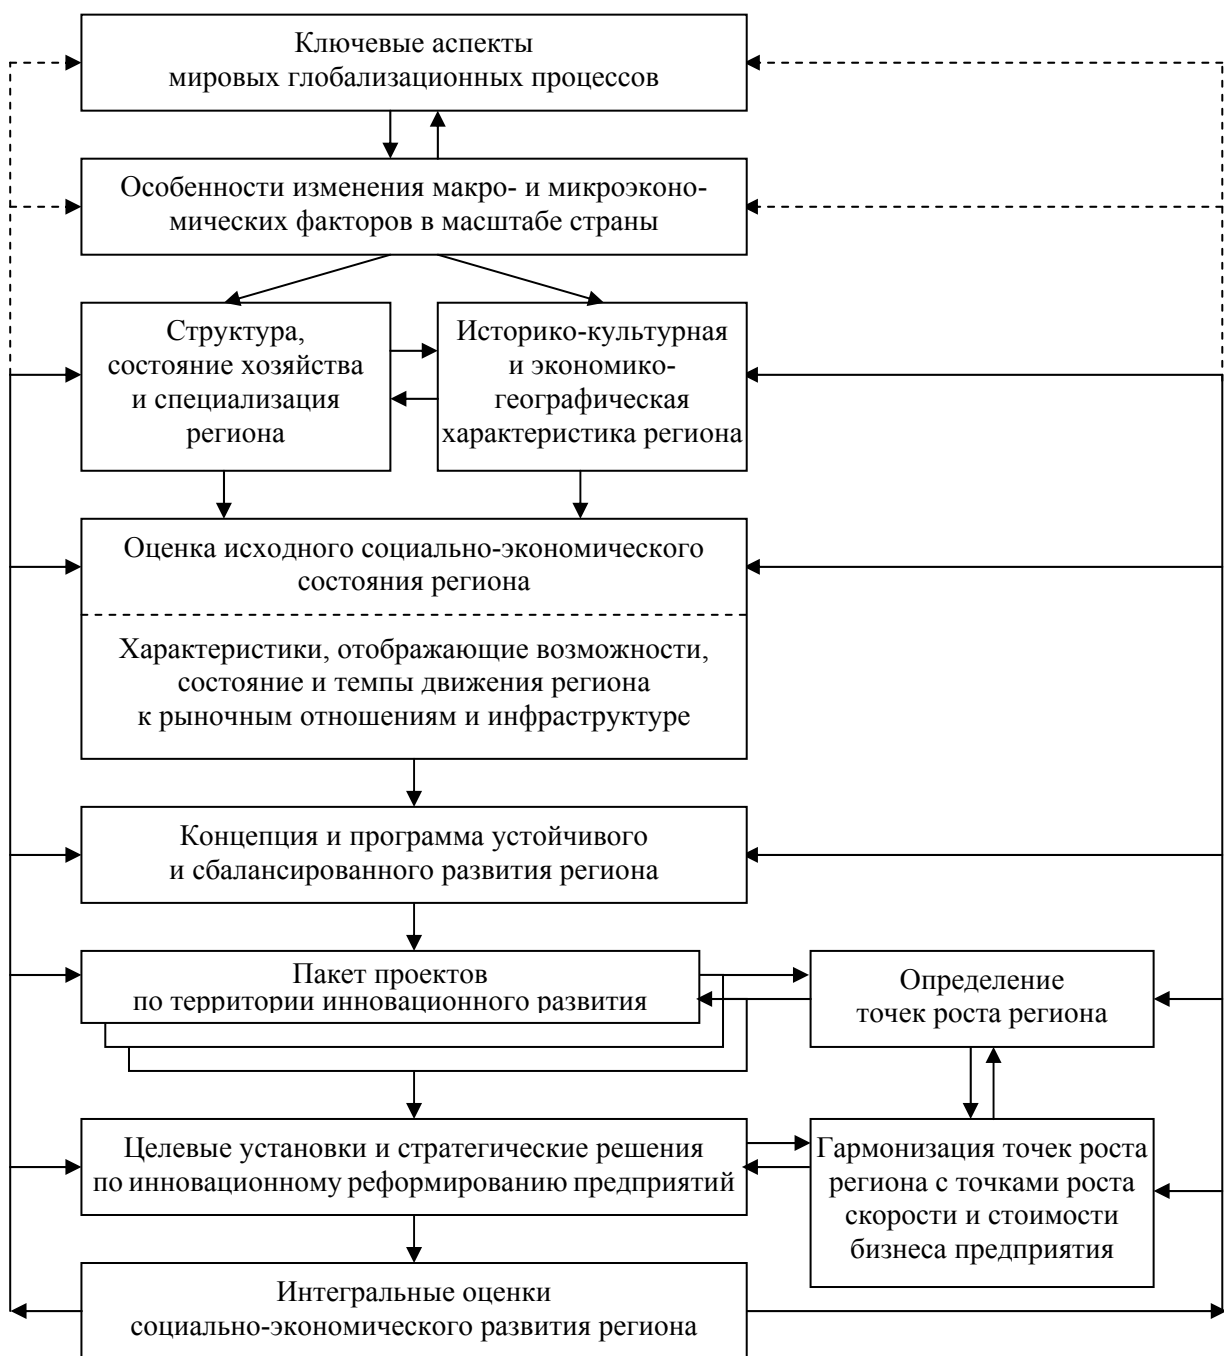 Ключевые аспекты
мировых глобализационных процессов
Особенности изменения макро- и микроэконо-
мических факторов в масштабе страны
Структура,
состояние хозяйства
и специализация
региона
Историко-культурная
и экономико-
географическая
характеристика региона
Оценка исходного социально-экономического
состояния региона
Характеристики, отображающие возможности,
состояние и темпы движения региона
к рыночным отношениям и инфраструктуре
Концепция и программа устойчивого
и сбалансированного развития региона
Пакет проектов
по территории инновационного развития
Определение
точек роста региона
Целевые установки и стратегические решения
по инновационному реформированию предприятий
Гармонизация точек роста
региона с точками роста
скорости и стоимости
бизнеса предприятия
Интегральные оценки
социально-экономического развития региона